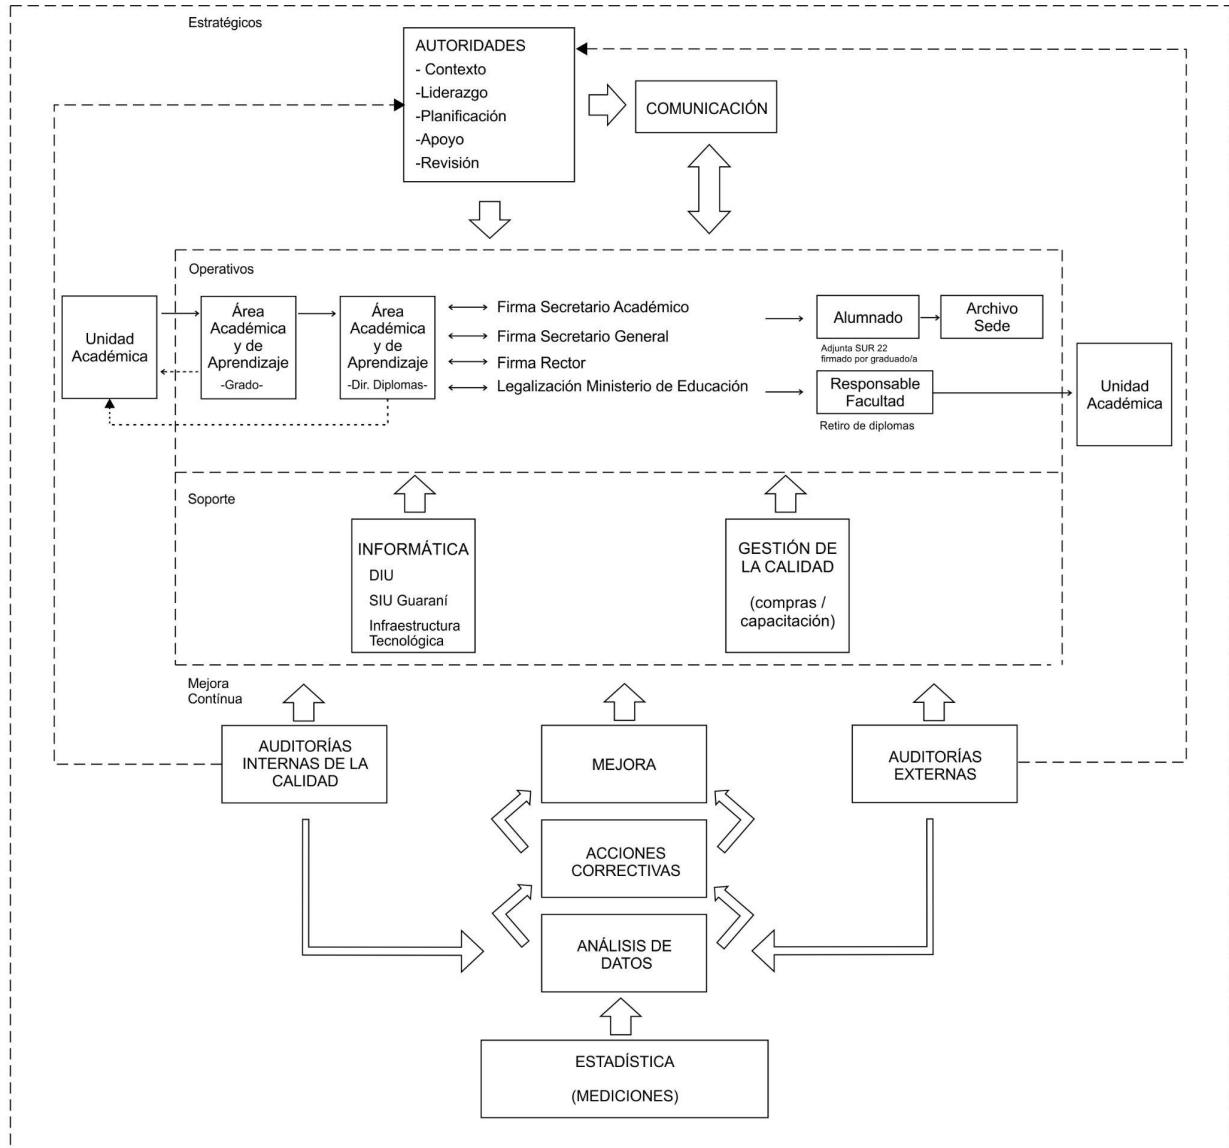 Estratégicos
AUTORIDADES
- Contexto
-Liderazgo
-Planificación
-Apoyo
-Revisión
COMUNICACIÓN
Operativos
Unidad
Académica
Área
Académica
y de
Aprendizaje
-Grado-
Área
Académica
y de
Aprendizaje
-Dir. Diplomas-
Firma Secretario Académico
Firma Secretario General
Firma Rector
Legalización Ministerio de Educación
Alumnado
Adjunta SUR 22
firmado por graduado/a
Archivo
Sede
Responsable
Facultad
Retiro de diplomas
Unidad
Académica
Soporte
INFORMÁTICA
DIU
SIU Guaraní
Infraestructura
Tecnológica
GESTIÓN DE
LA CALIDAD
(compras /
capacitación)
Mejora
Contínua
AUDITORÍAS
INTERNAS DE LA
CALIDAD
MEJORA
AUDITORÍAS
EXTERNAS
ACCIONES
CORRECTIVAS
ANÁLISIS DE
DATOS
ESTADÍSTICA
(MEDICIONES)